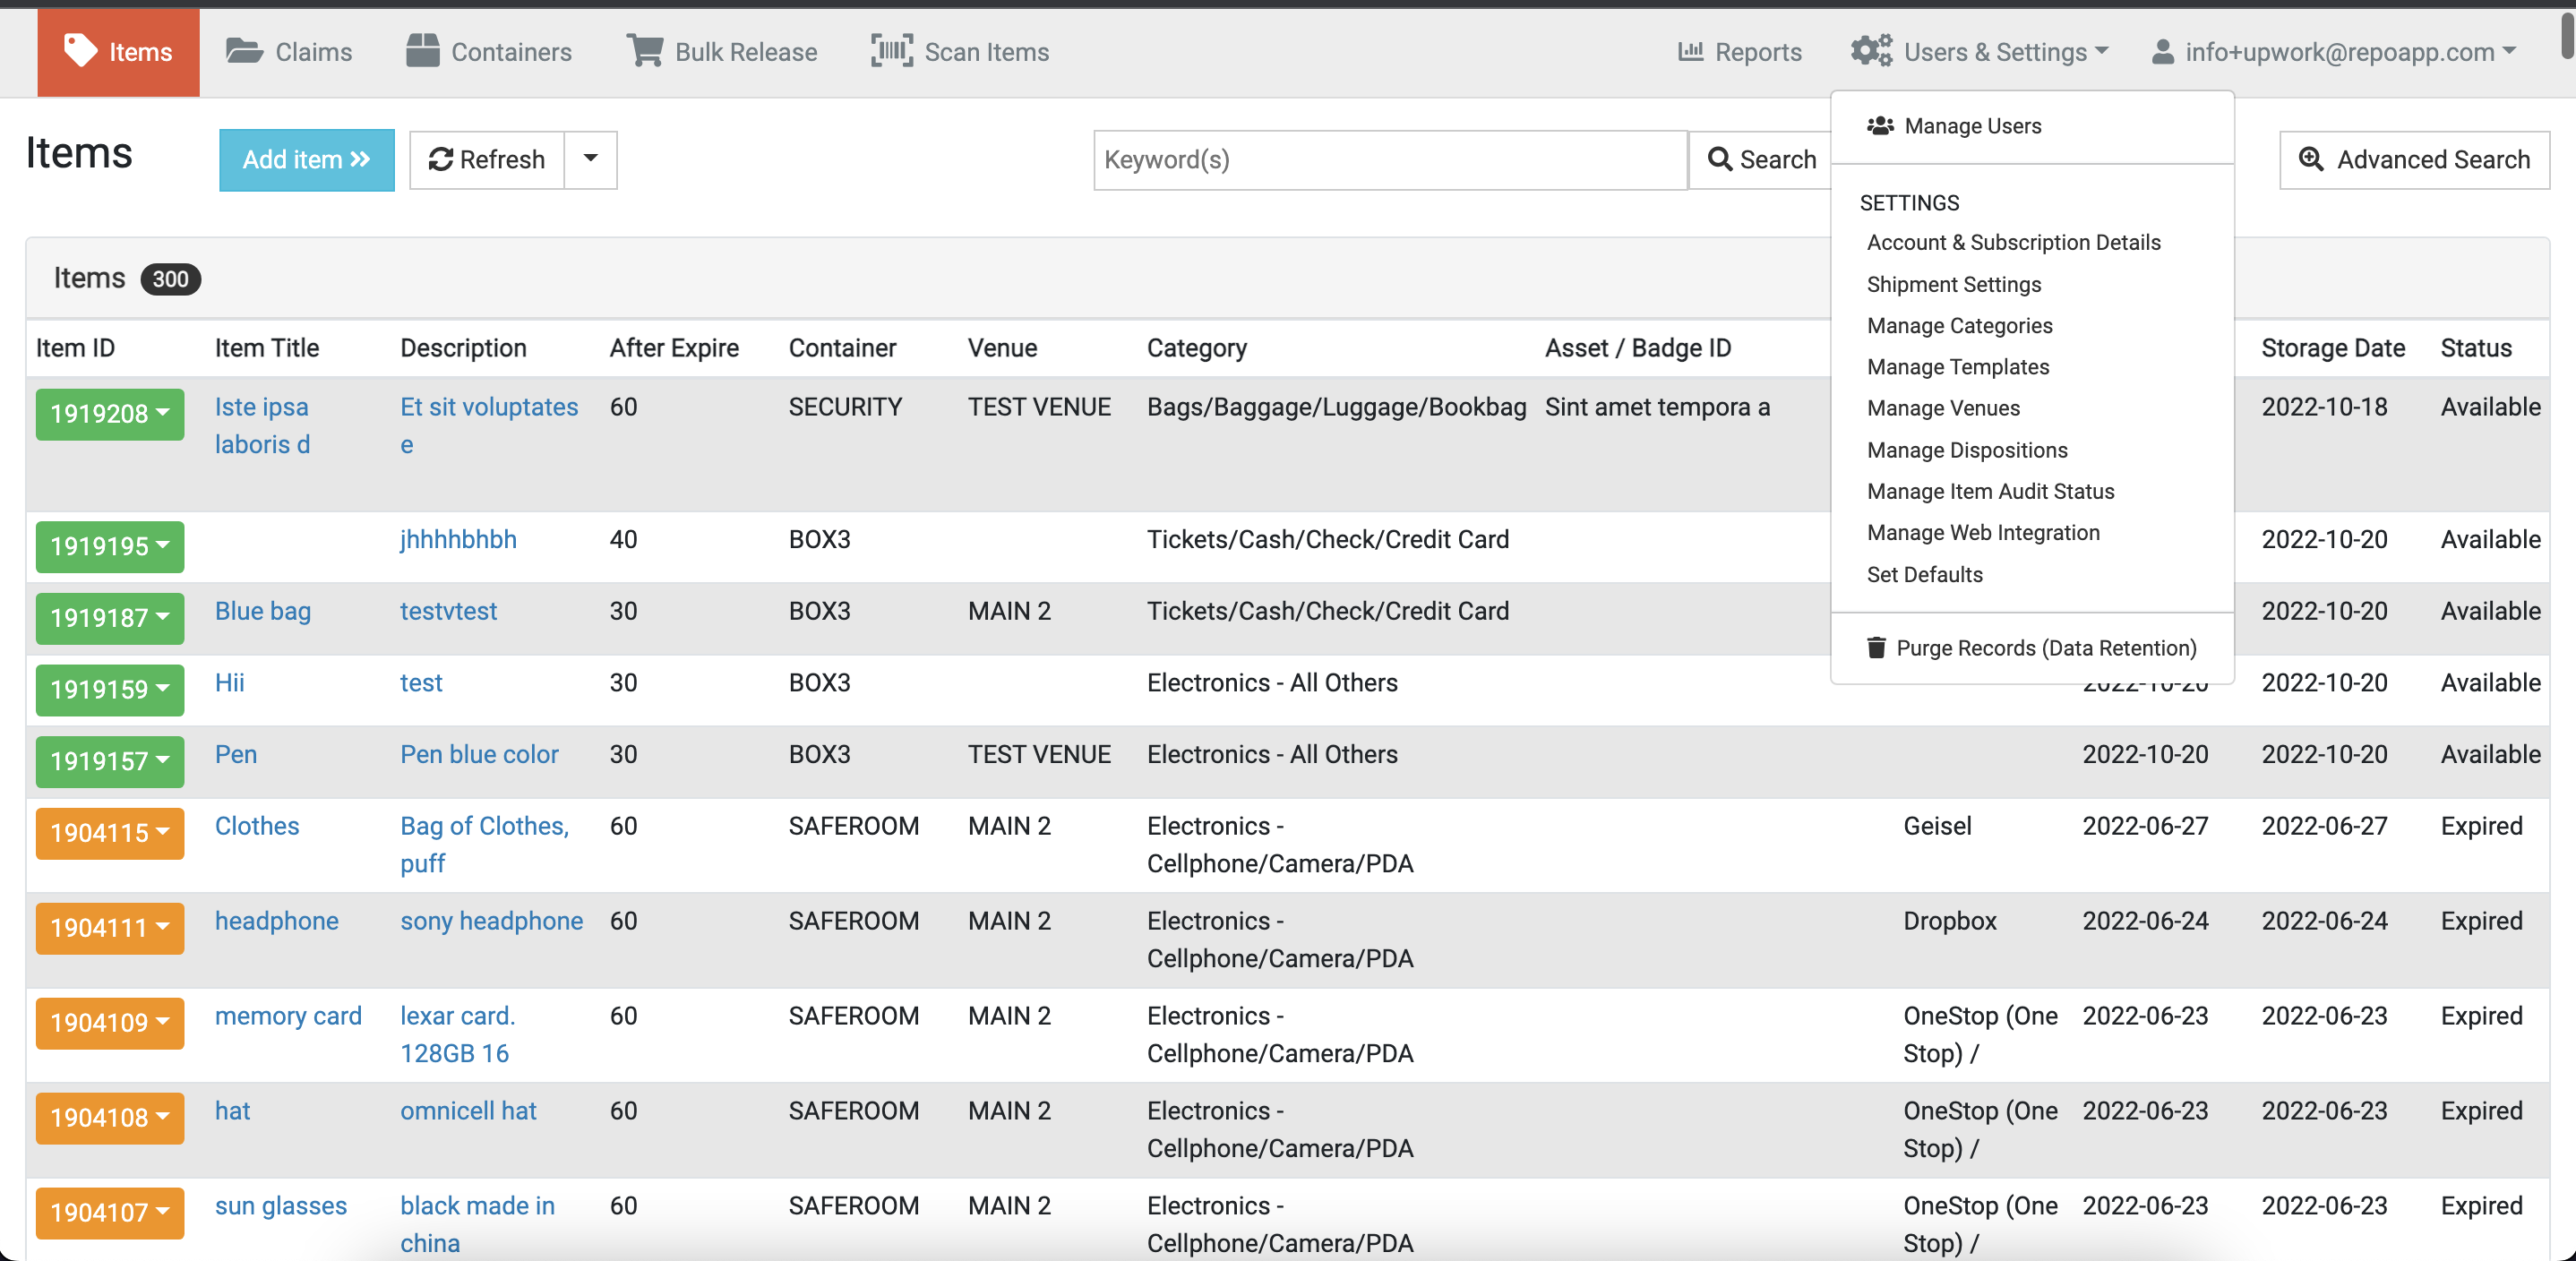 Items Claims Containers Bulk Release Scan Items Reports Users & Settings info+upwork@repoapp.com
Manage Users
SETTINGS
Account & Subscription Details
Shipment Settings
Manage Categories
Manage Templates
Manage Venues
Manage Dispositions
Manage Item Audit Status
Manage Web Integration
Set Defaults
Purge Records (Data Retention)
Items Add item Refresh Keyword(s) Search Advanced Search
Items 300
Item ID Item Title Description After Expire Container Venue Category Asset / Badge ID Storage Date Status
1919208 Iste ipsa Et sit voluptates 60 SECURITY TEST VENUE Bags/Baggage/Luggage/Bookbag Sint amet tempora a 2022-10-18 Available
laboris d e
1919195 jhhhhbhbh 40 BOX3 Tickets/Cash/Check/Credit Card 2022-10-20 Available
1919187 Blue bag testvtest 30 BOX3 MAIN 2 Tickets/Cash/Check/Credit Card 2022-10-20 Available
1919159 Hii test 30 BOX3 Electronics - All Others 2022-10-20 2022-10-20 Available
1919157 Pen Pen blue color 30 BOX3 TEST VENUE Electronics - All Others 2022-10-20 2022-10-20 Available
1904115 Clothes Bag of Clothes, 60 SAFEROOM MAIN 2 Electronics - Geisel 2022-06-27 2022-06-27 Expired
puff Cellphone/Camera/PDA
1904111 headphone sony headphone 60 SAFEROOM MAIN 2 Electronics - Dropbox 2022-06-24 2022-06-24 Expired
Cellphone/Camera/PDA
1904109 memory card lexar card. 60 SAFEROOM MAIN 2 Electronics - OneStop (One 2022-06-23 2022-06-23 Expired
128GB 16 Cellphone/Camera/PDA Stop) /
1904108 hat omnicell hat 60 SAFEROOM MAIN 2 Electronics - OneStop (One 2022-06-23 2022-06-23 Expired
Cellphone/Camera/PDA Stop) /
1904107 sun glasses black made in 60 SAFEROOM MAIN 2 Electronics - OneStop (One 2022-06-23 2022-06-23 Expired
china Cellphone/Camera/PDA Stop) /